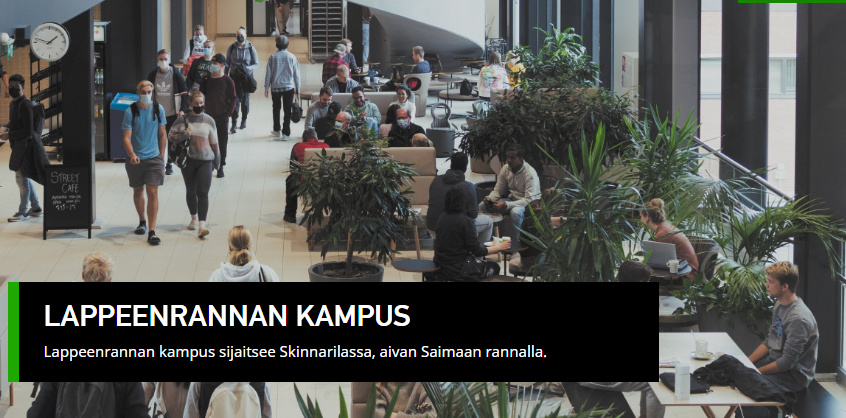 STREET
CAFE
LAPPEENRANNAN KAMPUS
Lappeenrannan kampus sijaitsee Skinnarilassa, aivan Saimaan rannalla.